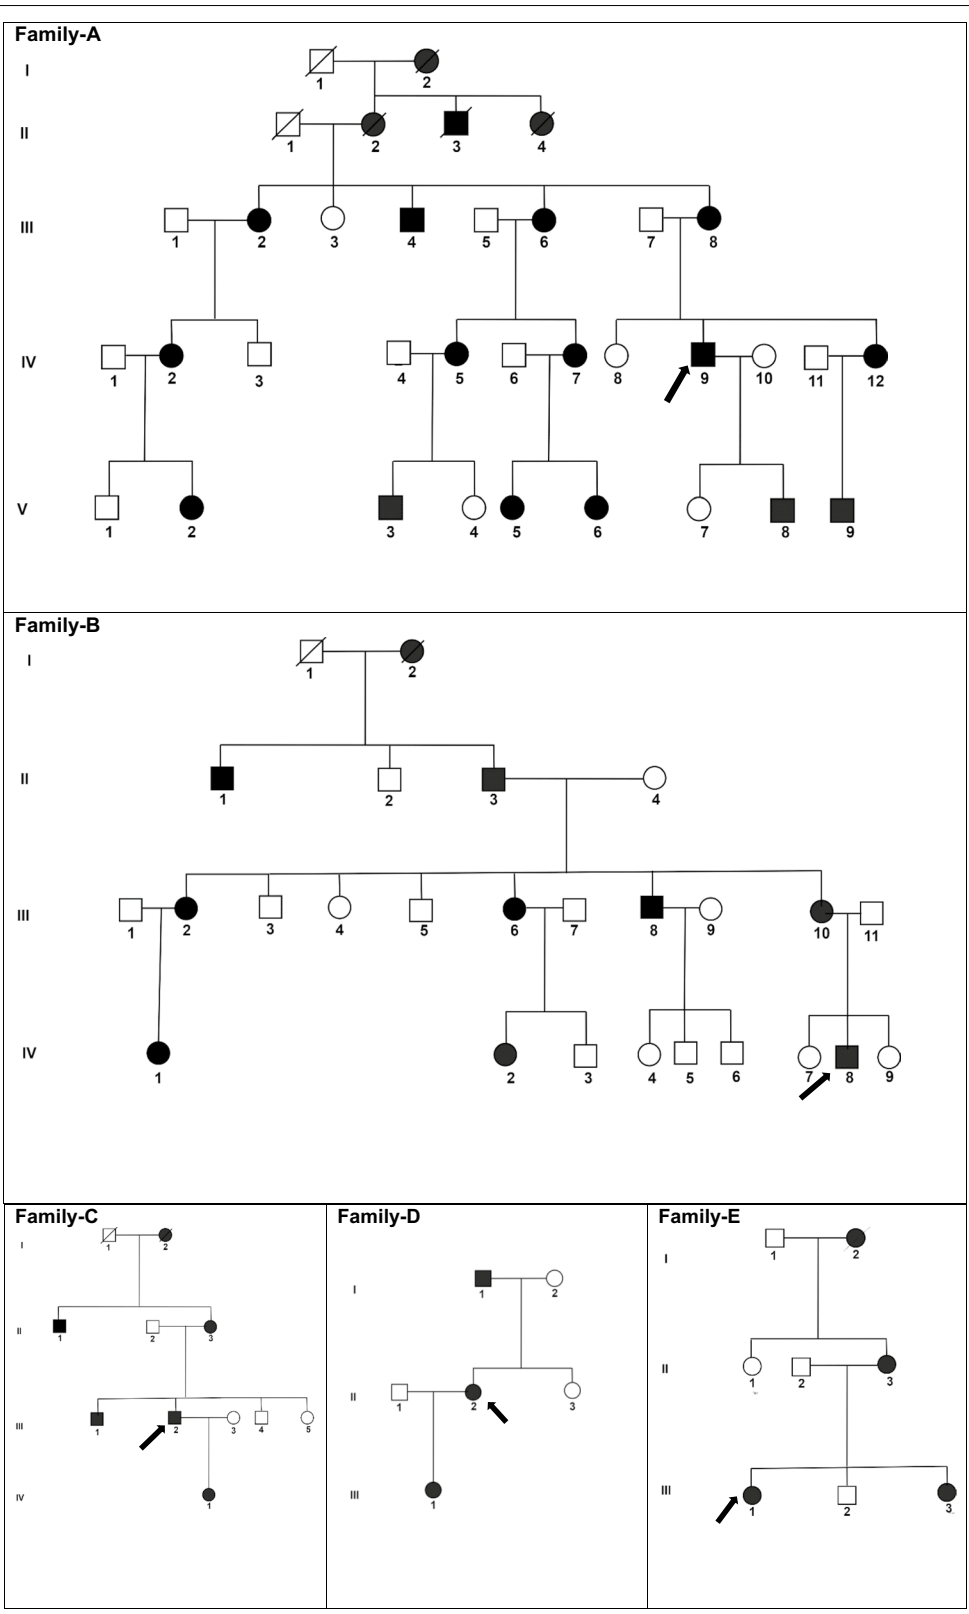 Family-A
I
1 2
II
1 2 3 4
III
1 2 3 4 5 6 7 8
IV
1 2 3 4 5 6 7 8 9 10 11 12
V
1 2 3 4 5 6 7 8 9
Family-B
I
1 2
II
1 2 3 4
III
1 2 3 4 5 6 7 8 9 10 11
IV
1 2 3 4 5 6 7 8 9
Family-C
I
1 2
II
1 2 3
III
1 2 3 4 5
IV
1
Family-D
I
1 2
II
1 2 3
III
1
Family-E
I
1 2
II
1 2 3
III
1 2 3